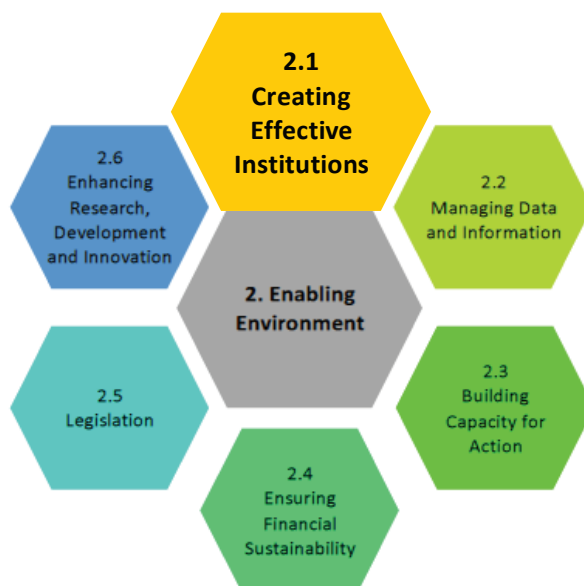 2.1
Creating
Effective
Institutions
2.6
Enhancing
Research,
Development
and Innovation
2.2
Managing Data
and Information
2. Enabling
Environment
2.5
Legislation
2.3
Building
Capacity for
Action
2.4
Ensuring
Financial
Sustainability